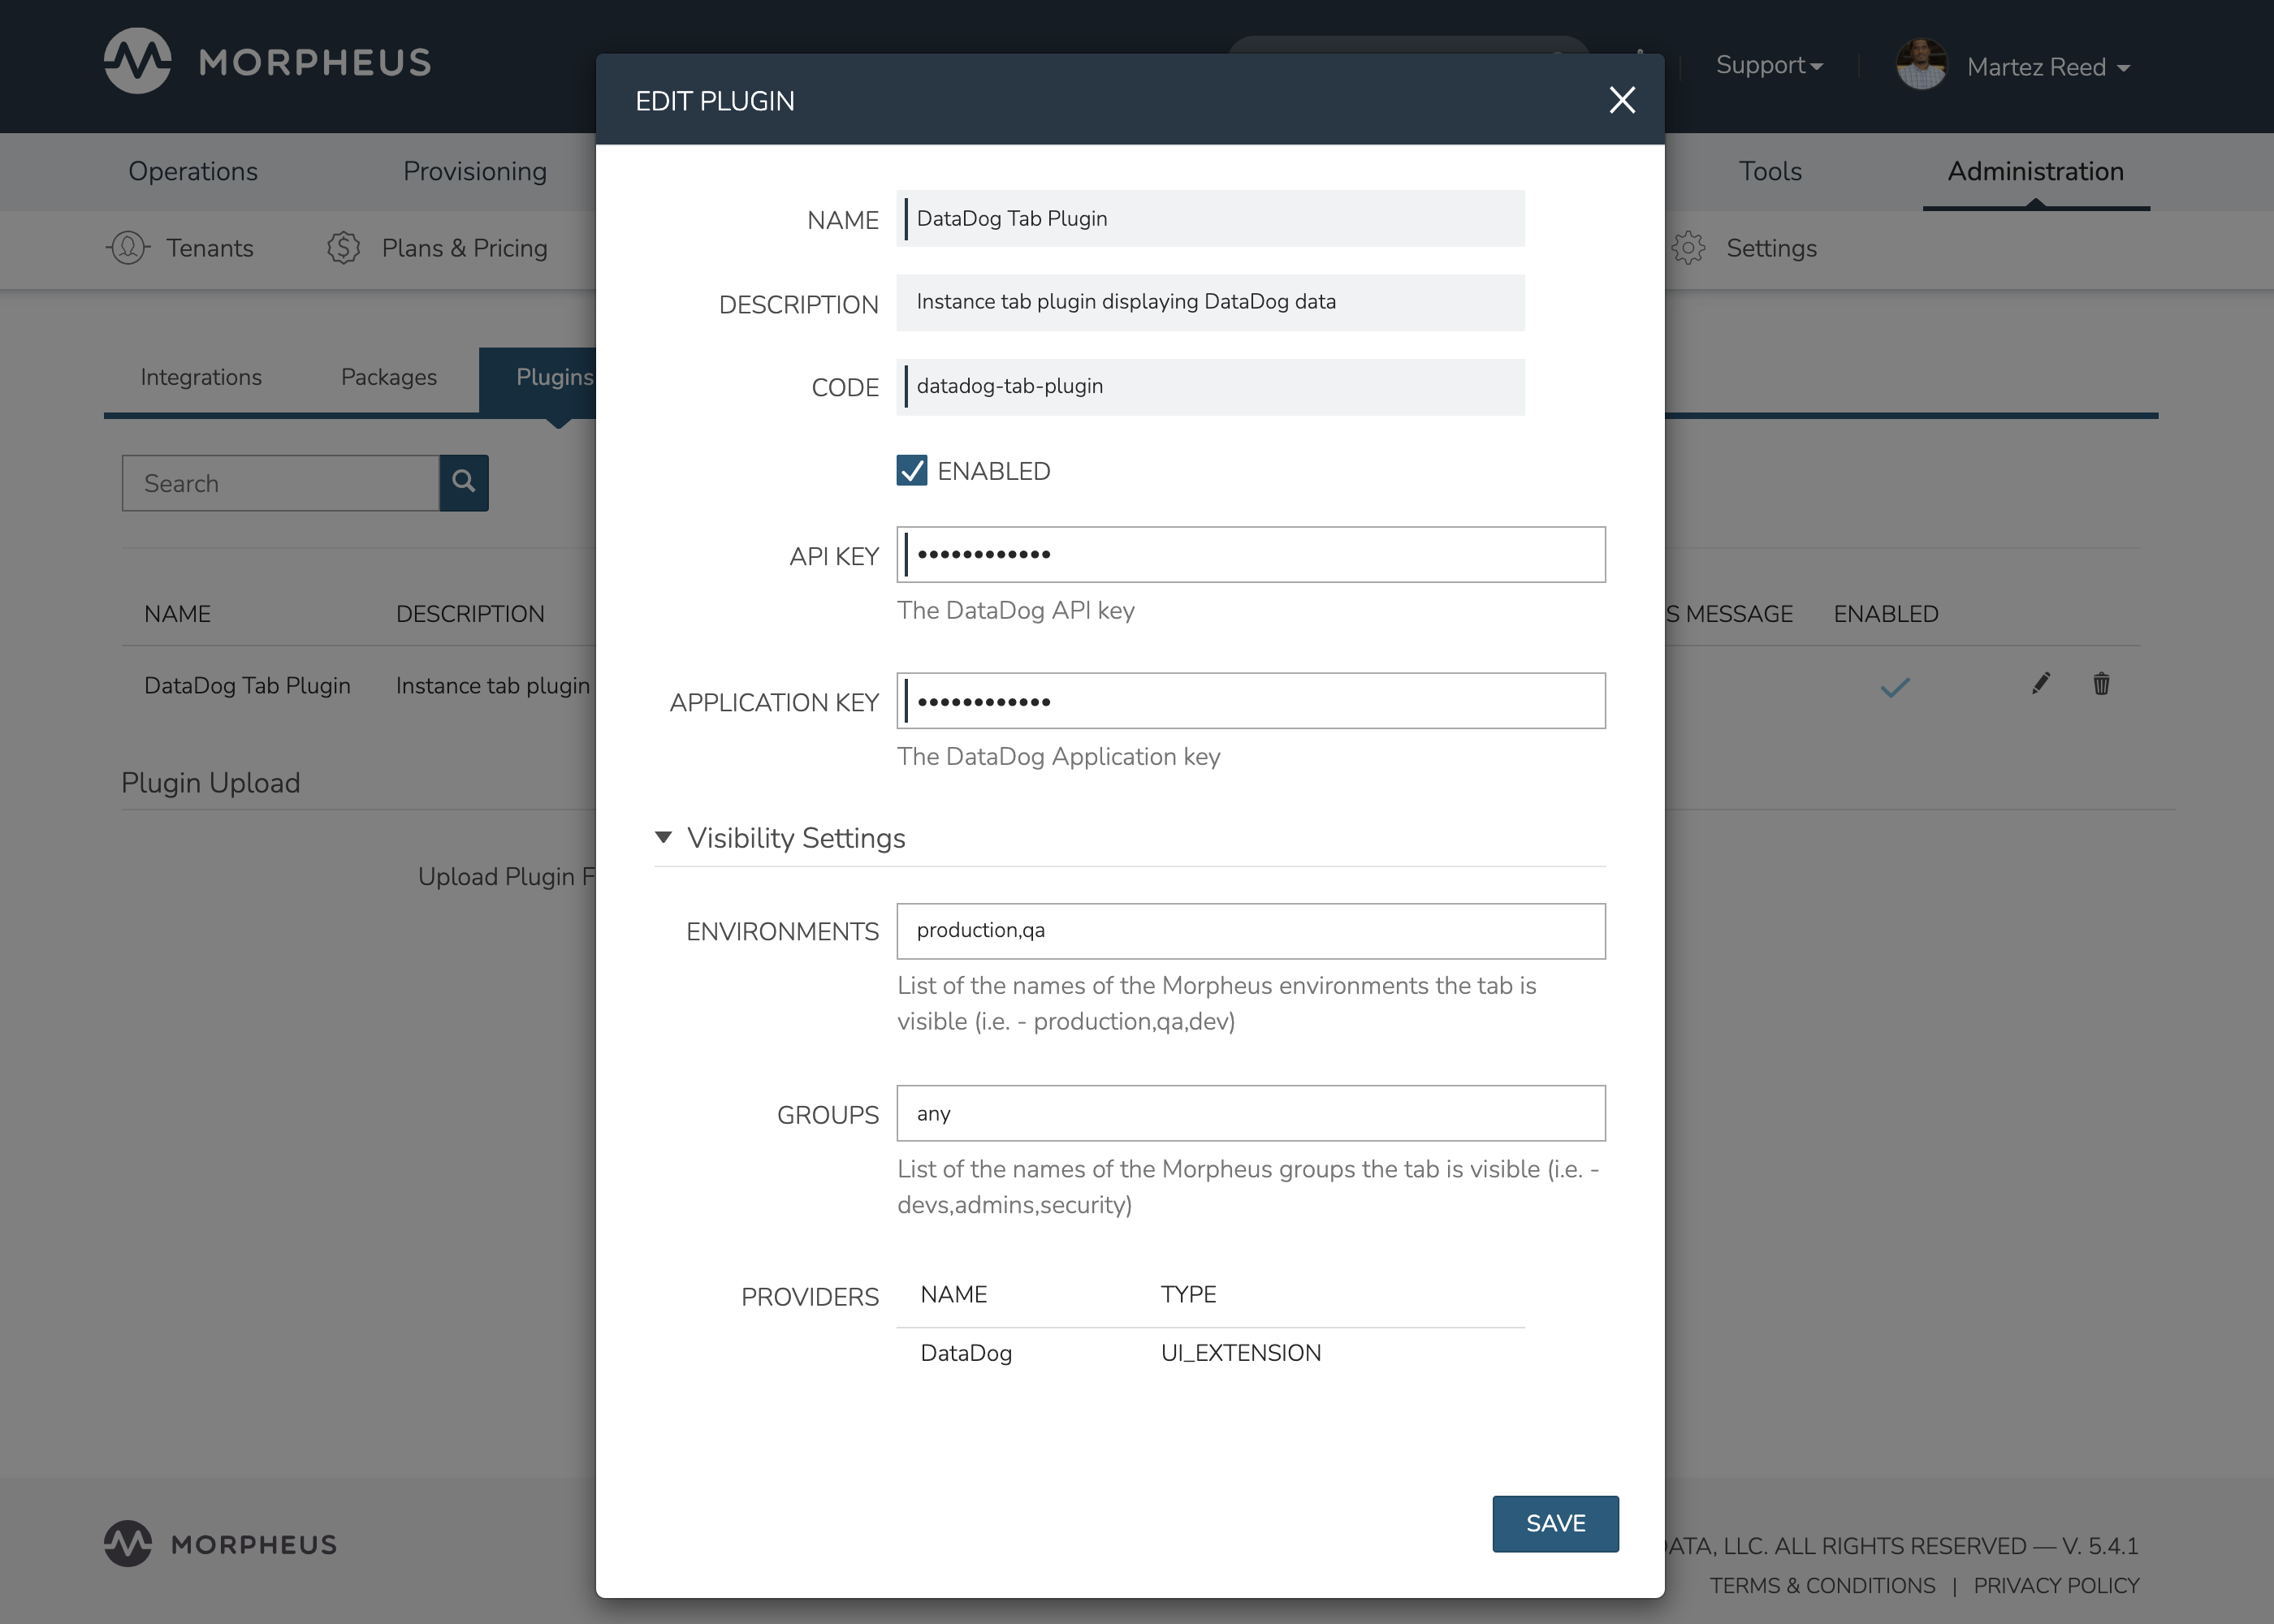 MORPHEUS
Support
Martez Reed
Operations
Provisioning
Tools
Administration
Tenants
Plans & Pricing
Settings
Integrations
Packages
Plugins
Search
NAME
DESCRIPTION
S MESSAGE
ENABLED
DataDog Tab Plugin
Instance tab plugin
Plugin Upload
Upload Plugin F
EDIT PLUGIN
NAME
DataDog Tab Plugin
DESCRIPTION
Instance tab plugin displaying DataDog data
CODE
datadog-tab-plugin
ENABLED
API KEY
••••••••••••
The DataDog API key
APPLICATION KEY
••••••••••••
The DataDog Application key
Visibility Settings
ENVIRONMENTS
production,qa
List of the names of the Morpheus environments the tab is
visible (i.e. - production,qa,dev)
GROUPS
any
List of the names of the Morpheus groups the tab is visible (i.e. -
devs,admins,security)
PROVIDERS
NAME
TYPE
DataDog
UI_EXTENSION
SAVE
MORPHEUS
DATA, LLC. ALL RIGHTS RESERVED — V. 5.4.1
TERMS & CONDITIONS | PRIVACY POLICY